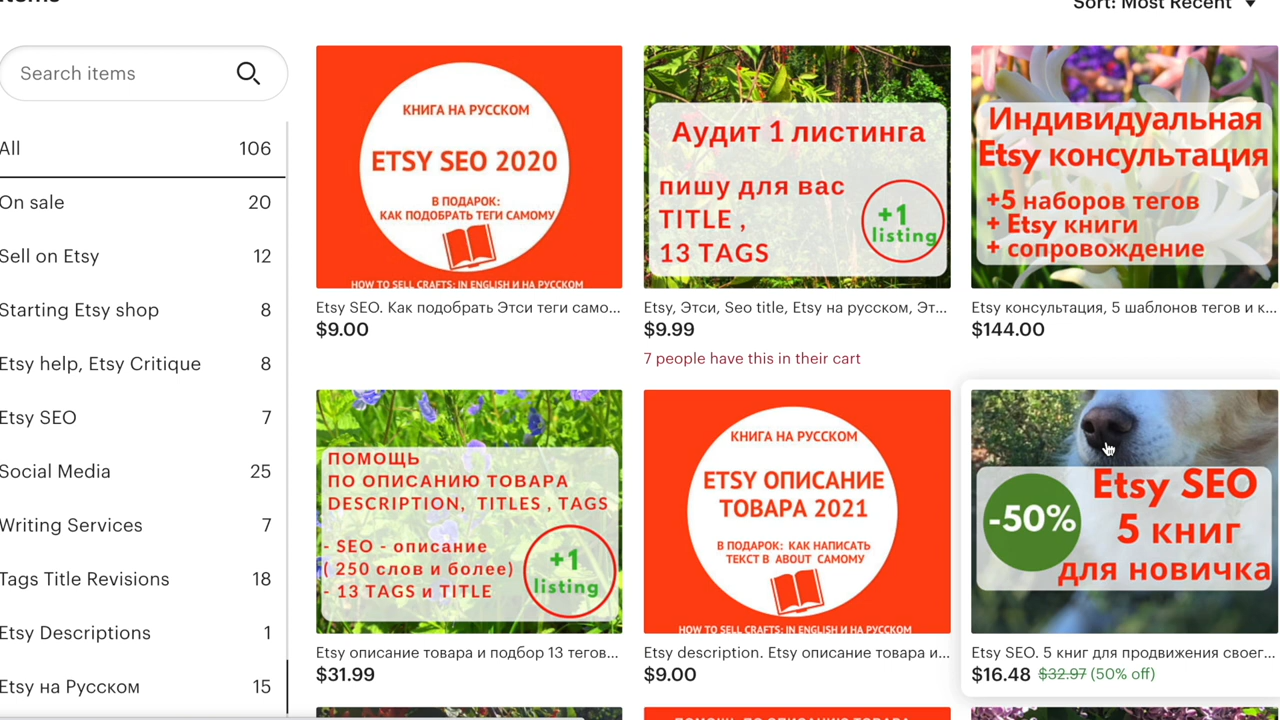 Sort: Most Recent
Search items
All 106
On sale 20
Sell on Etsy 12
Starting Etsy shop 8
Etsy help, Etsy Critique 8
Etsy SEO 7
Social Media 25
Writing Services 7
Tags Title Revisions 18
Etsy Descriptions 1
Etsy на Русском 15
КНИГА НА РУССКОМ
ETSY SEO 2020
В ПОДАРОК:
КАК ПОДОБРАТЬ ТЕГИ САМОМУ
HOW TO SELL CRAFTS: IN ENGLISH И НА РУССКОМ
Etsy SEO. Как подобрать Этси теги само...
$9.00
Аудит 1 листинга
пишу для вас
TITLE ,
13 TAGS
+1
listing
Etsy, Этси, Seo title, Etsy на русском, Эт...
$9.99
7 people have this in their cart
Индивидуальная
Etsy консультация
+5 наборов тегов
+ Etsy книги
+ сопровождение
Etsy консультация, 5 шаблонов тегов и к...
$144.00
ПОМОЩЬ
ПО ОПИСАНИЮ ТОВАРА
DESCRIPTION, TITLES , TAGS
- SEO - описание
( 250 слов и более)
- 13 TAGS и TITLE
+1
listing
Etsy описание товара и подбор 13 тегов...
$31.99
КНИГА НА РУССКОМ
ETSY ОПИСАНИЕ
ТОВАРА 2021
В ПОДАРОК: КАК НАПИСАТЬ
ТЕКСТ В ABOUT САМОМУ
HOW TO SELL CRAFTS: IN ENGLISH И НА РУССКОМ
Etsy description. Etsy описание товара и...
$9.00
-50%
Etsy SEO
5 книг
для новичка
Etsy SEO. 5 книг для продвижения своег...
$16.48 $32.97 (50% off)